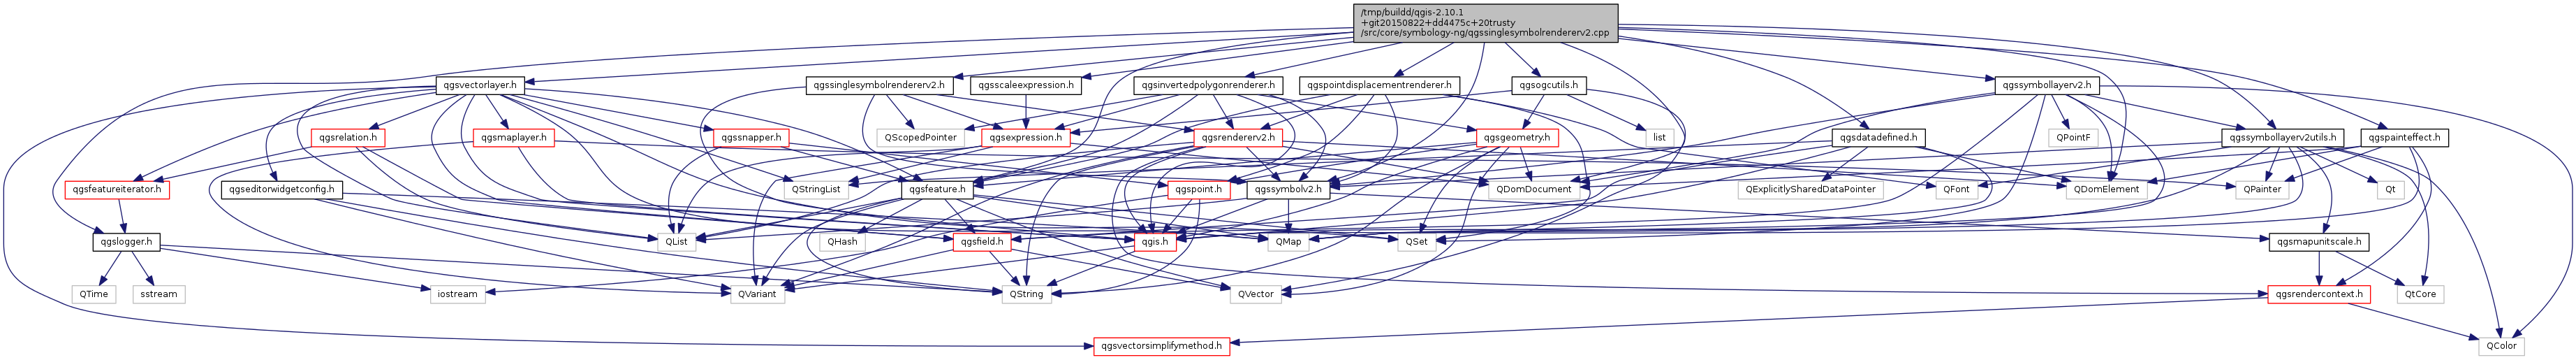 /tmp/buildd/qgis-2.10.1
+git20150822+dd4475c+20trusty
/src/core/symbology-ng/qgssinglesymbolrendererv2.cpp
qgsvectorlayer.h
qgssinglesymbolrendererv2.h
qgsscaleexpression.h
qgsinvertedpolygonrenderer.h
qgspointdisplacementrenderer.h
qgsogcutils.h
qgssymbollayerv2.h
qgsrelation.h
qgsmaplayer.h
qgssnapper.h
QScopedPointer
qgsexpression.h
qgsrendererv2.h
qgsgeometry.h
list
qgsdatadefined.h
QPointF
qgssymbollayerv2utils.h
qgspainteffect.h
qgsfeatureiterator.h
qgseditorwidgetconfig.h
QStringList
qgsfeature.h
qgspoint.h
qgssymbolv2.h
QDomDocument
QExplicitlySharedDataPointer
QFont
QDomElement
QPainter
Qt
qgslogger.h
QList
QHash
qgsfield.h
qgis.h
QMap
QSet
qgsmapunitscale.h
QTime
sstream
iostream
QVariant
QString
QVector
qgsrendercontext.h
QtCore
qgsvectorsimplifymethod.h
QColor